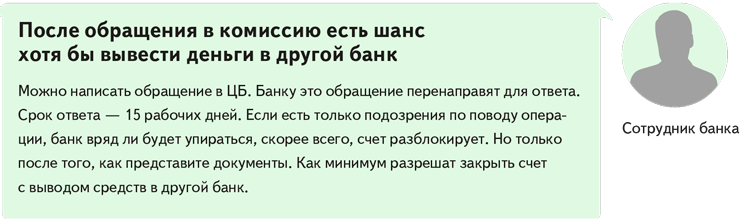 После обращения в комиссию есть шанс
хотя бы вывести деньги в другой банк
Можно написать обращение в ЦБ. Банку это обращение перенаправят для ответа.
Срок ответа — 15 рабочих дней. Если есть только подозрения по поводу опера-
ции, банк вряд ли будет упираться, скорее всего, счет разблокирует. Но только
после того, как представите документы. Как минимум разрешат закрыть счет
с выводом средств в другой банк.
Сотрудник банка